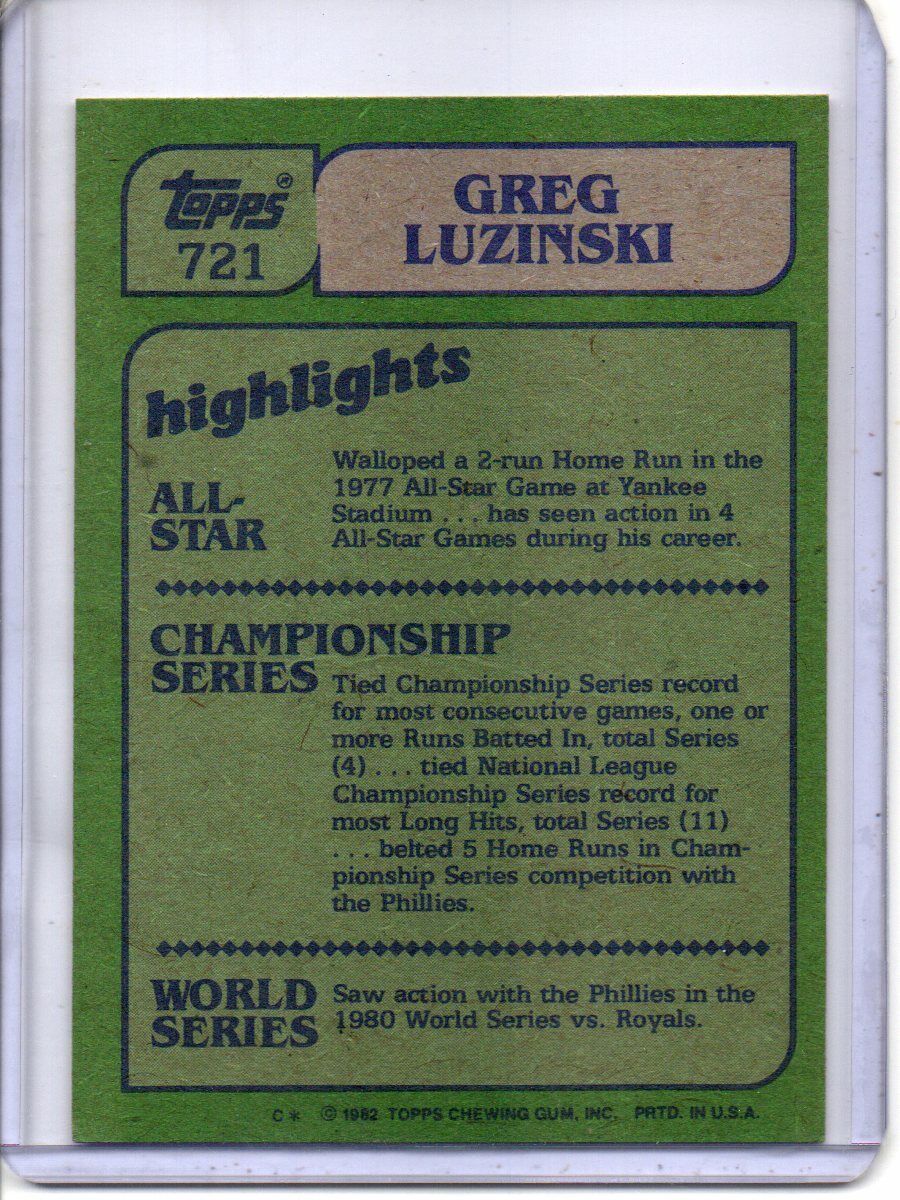 Topps®
721
GREG
LUZINSKI
highlights
ALL-
STAR
Walloped a 2-run Home Run in the
1977 All-Star Game at Yankee
Stadium . . . has seen action in 4
All-Star Games during his career.
CHAMPIONSHIP
SERIES
Tied Championship Series record
for most consecutive games, one or
more Runs Batted In, total Series
(4) . . . tied National League
Championship Series record for
most Long Hits, total Series (11)
. . . belted 5 Home Runs in Cham-
pionship Series competition with
the Phillies.
WORLD
SERIES
Saw action with the Phillies in the
1980 World Series vs. Royals.
C* © 1982 TOPPS CHEWING GUM, INC. PRTD. IN U.S.A.